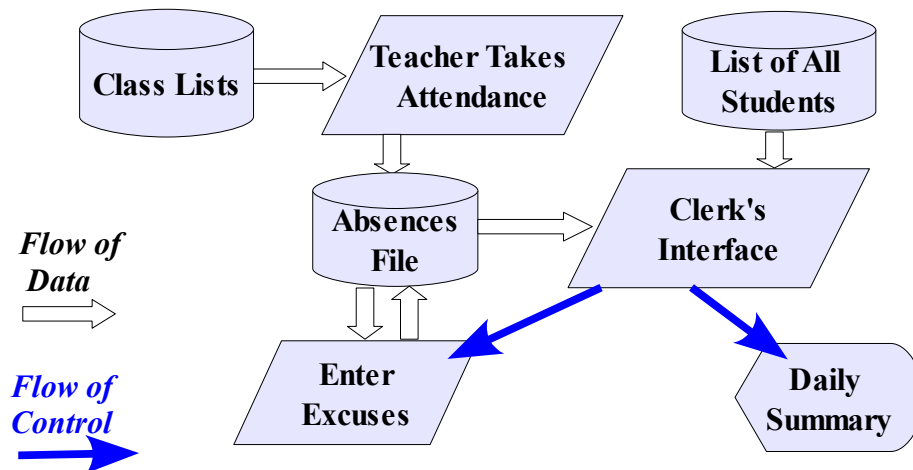 Class Lists
Teacher Takes
Attendance
List of All
Students
Absences
File
Clerk's
Interface
Flow of
Data
Enter
Excuses
Daily
Summary
Flow of
Control